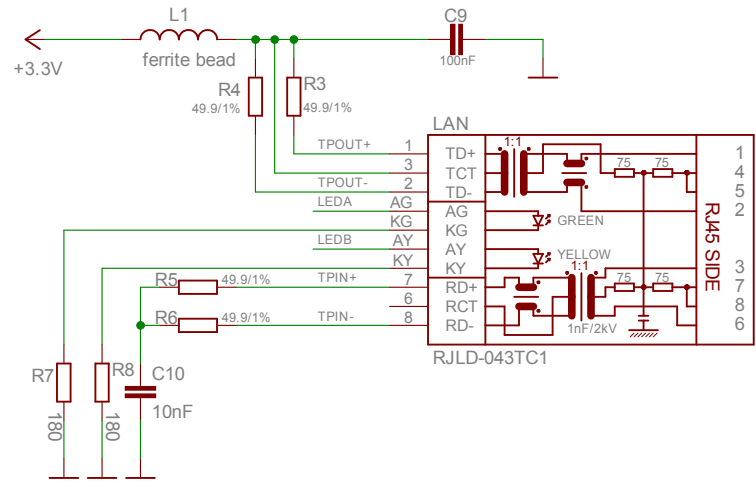 L1
C9
+3.3V
ferrite bead
100nF
R4
49.9/1%
R3
49.9/1%
LAN
TPOUT+
1
3
TPOUT-
2
LEDA
AG
KG
LEDB
AY
KY
TPIN+
7
6
TPIN-
8
TD+
TCT
TD-
AG
KG
AY
KY
RD+
RCT
RD-
1:1
75
75
GREEN
YELLOW
1:1
75
75
1nF/2kV
RJ45 SIDE
1
4
5
2
3
7
8
6
RJLD-043TC1
R5
49.9/1%
R6
49.9/1%
R7
180
R8
180
C10
10nF